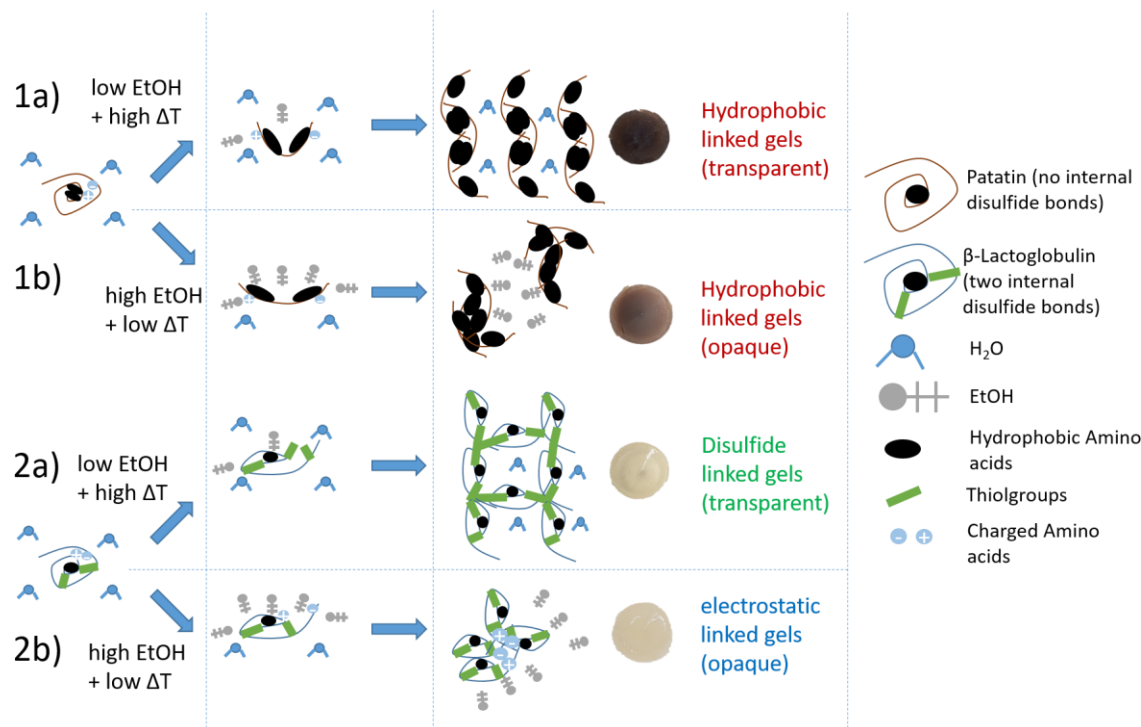 1a)
low EtOH
+ high ΔT
Hydrophobic
linked gels
(transparent)
1b)
high EtOH
+ low ΔT
Hydrophobic
linked gels
(opaque)
2a)
low EtOH
+ high ΔT
Disulfide
linked gels
(transparent)
2b)
high EtOH
+ low ΔT
electrostatic
linked gels
(opaque)
Patatin (no internal
disulfide bonds)
β-Lactoglobulin
(two internal
disulfide bonds)
H₂O
EtOH
Hydrophobic Amino
acids
Thiolgroups
- +
Charged Amino
acids